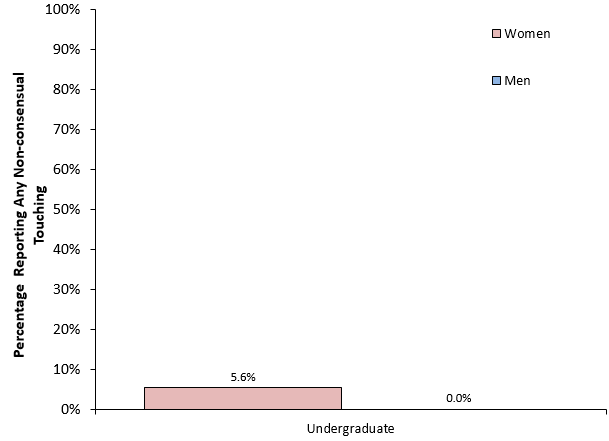 100%
90%
80%
70%
60%
50%
40%
30%
20%
10%
0%
Percentage Reporting Any Non-consensual
Touching
Women
Men
5.6%
0.0%
Undergraduate